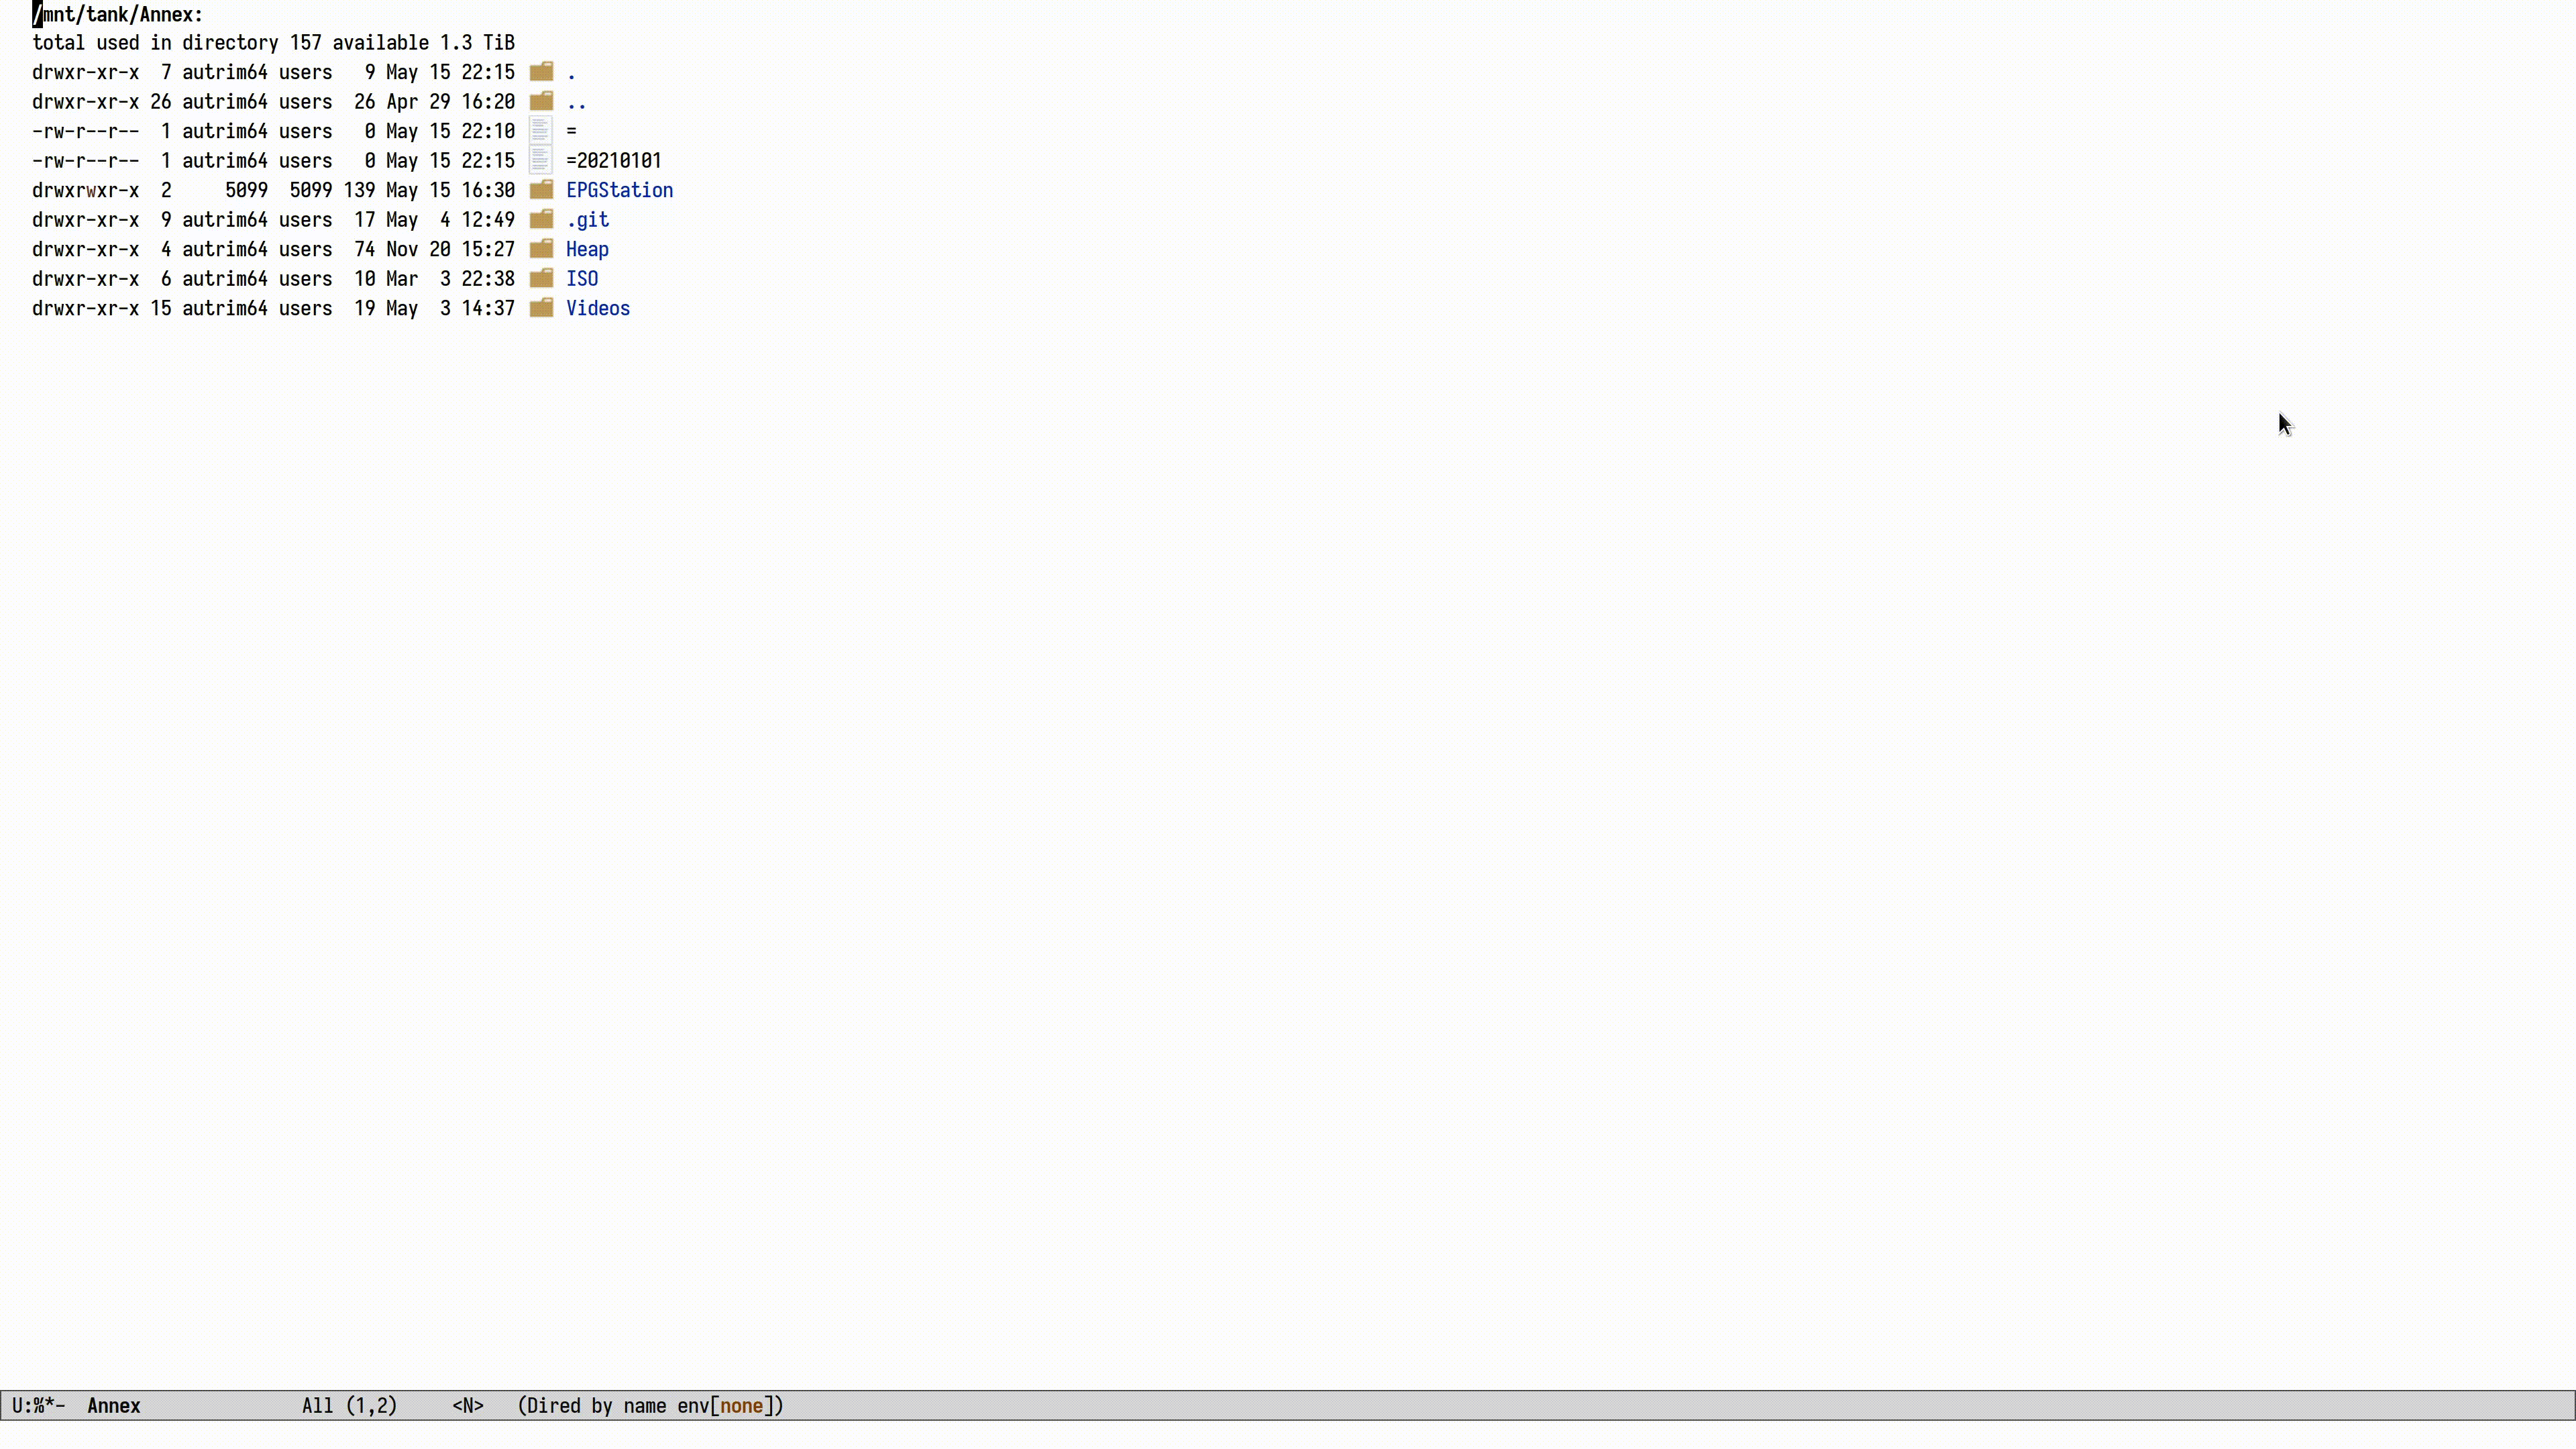 /mnt/tank/Annex:
total used in directory 157 available 1.3 TiB
drwxr-xr-x  7 autrim64 users   9 May 15 22:15 .
drwxr-xr-x 26 autrim64 users  26 Apr 29 16:20 ..
-rw-r--r--  1 autrim64 users   0 May 15 22:10 =
-rw-r--r--  1 autrim64 users   0 May 15 22:15 =20210101
drwxrwxr-x  2     5099  5099 139 May 15 16:30 EPGStation
drwxr-xr-x  9 autrim64 users  17 May  4 12:49 .git
drwxr-xr-x  4 autrim64 users  74 Nov 20 15:27 Heap
drwxr-xr-x  6 autrim64 users  10 Mar  3 22:38 ISO
drwxr-xr-x 15 autrim64 users  19 May  3 14:37 Videos
U:%*-  Annex               All (1,2)     <N>   (Dired by name env[none])